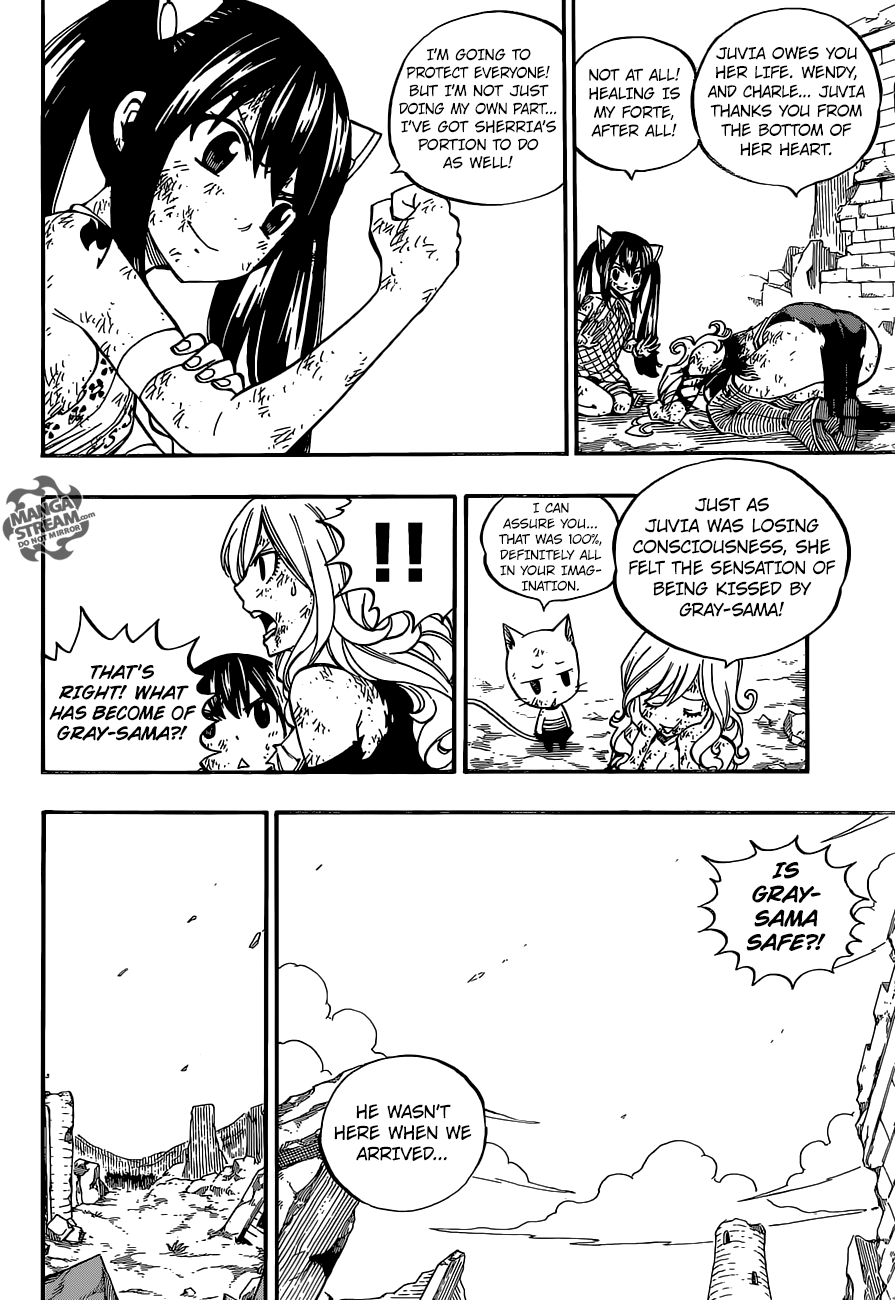 JUVIA OWES YOU
HER LIFE. WENDY,
AND CHARLE... JUVIA
THANKS YOU FROM
THE BOTTOM OF
HER HEART.
NOT AT ALL!
HEALING IS
MY FORTE,
AFTER ALL!
I'M GOING TO
PROTECT EVERYONE!
BUT I'M NOT JUST
DOING MY OWN PART...
I'VE GOT SHERRIA'S
PORTION TO DO
AS WELL!
JUST AS
JUVIA WAS LOSING
CONSCIOUSNESS, SHE
FELT THE SENSATION OF
BEING KISSED BY
GRAY-SAMA!
I CAN
ASSURE YOU...
THAT WAS 100%,
DEFINITELY ALL
IN YOUR IMAG-
INATION.
!!
THAT'S
RIGHT! WHAT
HAS BECOME OF
GRAY-SAMA?!
MANGA
STREAM.com
DO NOT MIRROR
IS
GRAY-
SAMA
SAFE?!
HE WASN'T
HERE WHEN WE
ARRIVED...